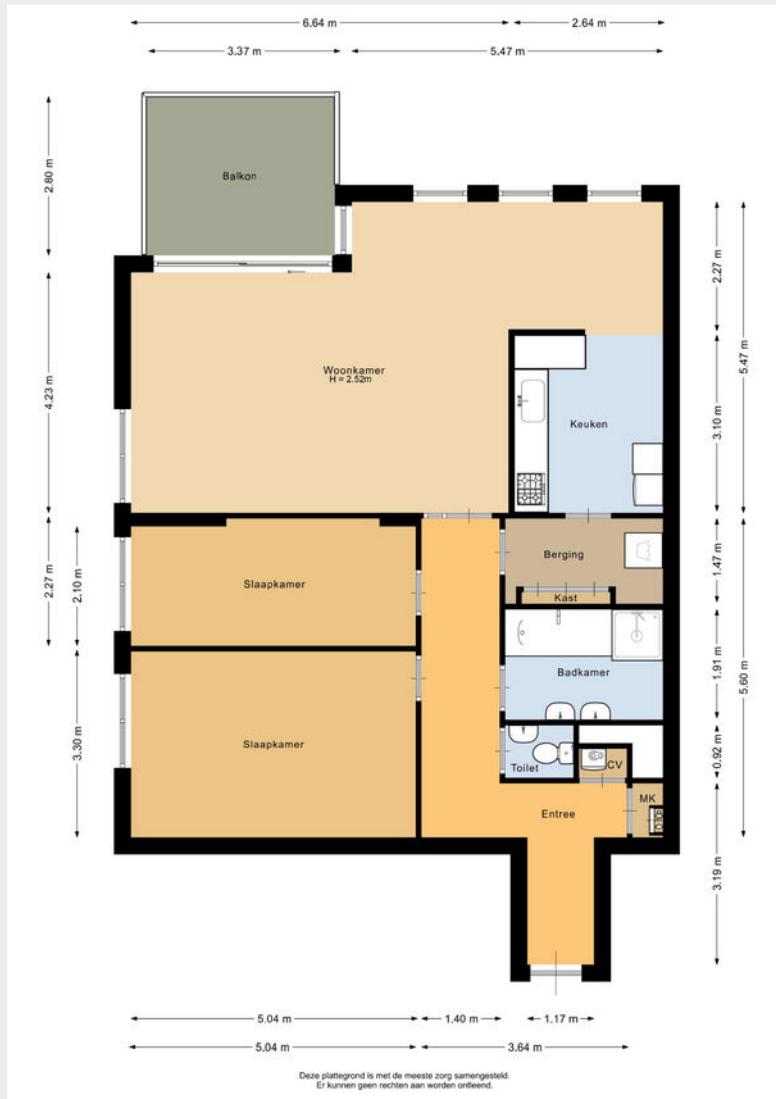 6.64 m
2.64 m
3.37 m
5.47 m
2.80 m
Balkon
2.27 m
5.47 m
4.23 m
Woonkamer
H = 2.52m
Keuken
3.10 m
2.27 m
2.10 m
Slaapkamer
Berging
Kast
1.47 m
5.60 m
Badkamer
1.91 m
3.30 m
Slaapkamer
Toilet
CV
0.92 m
MK
Entree
3.19 m
5.04 m
1.40 m
1.17 m
5.04 m
3.64 m
Deze plattegrond is met de meeste zorg samengesteld.
Er kunnen geen rechten aan worden ontleend.